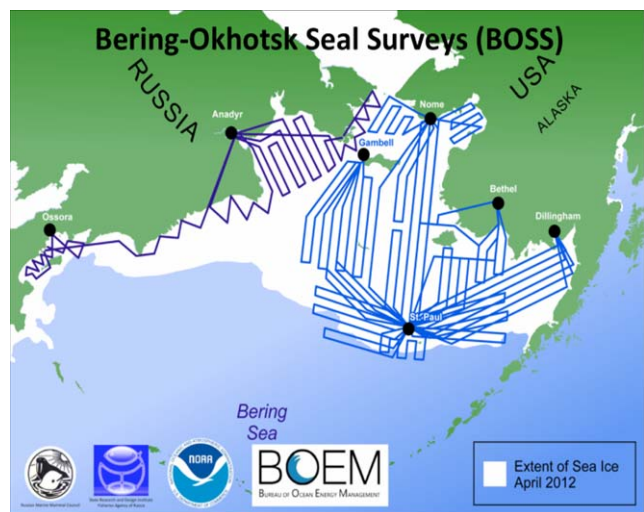 Bering-Okhotsk Seal Surveys (BOSS)
RUSSIA
USA
ALASKA
Anadyr
Nome
Gambell
Ossora
Bethel
Dillingham
St. Paul
Bering
Sea
NOAA
BOEM
BUREAU OF OCEAN ENERGY MANAGEMENT
Extent of Sea Ice
April 2012